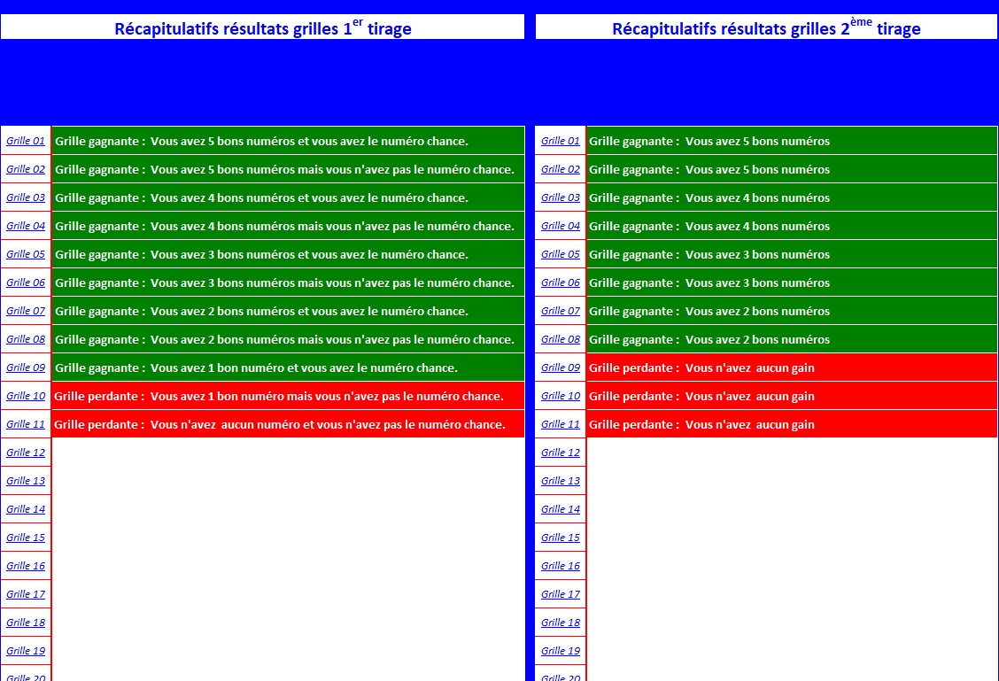 Récapitulatifs résultats grilles 1er tirage
Grille 01 Grille gagnante : Vous avez 5 bons numéros et vous avez le numéro chance.
Grille 02 Grille gagnante : Vous avez 5 bons numéros mais vous n'avez pas le numéro chance.
Grille 03 Grille gagnante : Vous avez 4 bons numéros et vous avez le numéro chance.
Grille 04 Grille gagnante : Vous avez 4 bons numéros mais vous n'avez pas le numéro chance.
Grille 05 Grille gagnante : Vous avez 3 bons numéros et vous avez le numéro chance.
Grille 06 Grille gagnante : Vous avez 3 bons numéros mais vous n'avez pas le numéro chance.
Grille 07 Grille gagnante : Vous avez 2 bons numéros et vous avez le numéro chance.
Grille 08 Grille gagnante : Vous avez 2 bons numéros mais vous n'avez pas le numéro chance.
Grille 09 Grille gagnante : Vous avez 1 bon numéro et vous avez le numéro chance.
Grille 10 Grille perdante : Vous avez 1 bon numéro mais vous n'avez pas le numéro chance.
Grille 11 Grille perdante : Vous n'avez aucun numéro et vous n'avez pas le numéro chance.
Grille 12
Grille 13
Grille 14
Grille 15
Grille 16
Grille 17
Grille 18
Grille 19
Grille 20
Récapitulatifs résultats grilles 2ème tirage
Grille 01 Grille gagnante : Vous avez 5 bons numéros
Grille 02 Grille gagnante : Vous avez 5 bons numéros
Grille 03 Grille gagnante : Vous avez 4 bons numéros
Grille 04 Grille gagnante : Vous avez 4 bons numéros
Grille 05 Grille gagnante : Vous avez 3 bons numéros
Grille 06 Grille gagnante : Vous avez 3 bons numéros
Grille 07 Grille gagnante : Vous avez 2 bons numéros
Grille 08 Grille gagnante : Vous avez 2 bons numéros
Grille 09 Grille perdante : Vous n'avez aucun gain
Grille 10 Grille perdante : Vous n'avez aucun gain
Grille 11 Grille perdante : Vous n'avez aucun gain
Grille 12
Grille 13
Grille 14
Grille 15
Grille 16
Grille 17
Grille 18
Grille 19
Grille 20